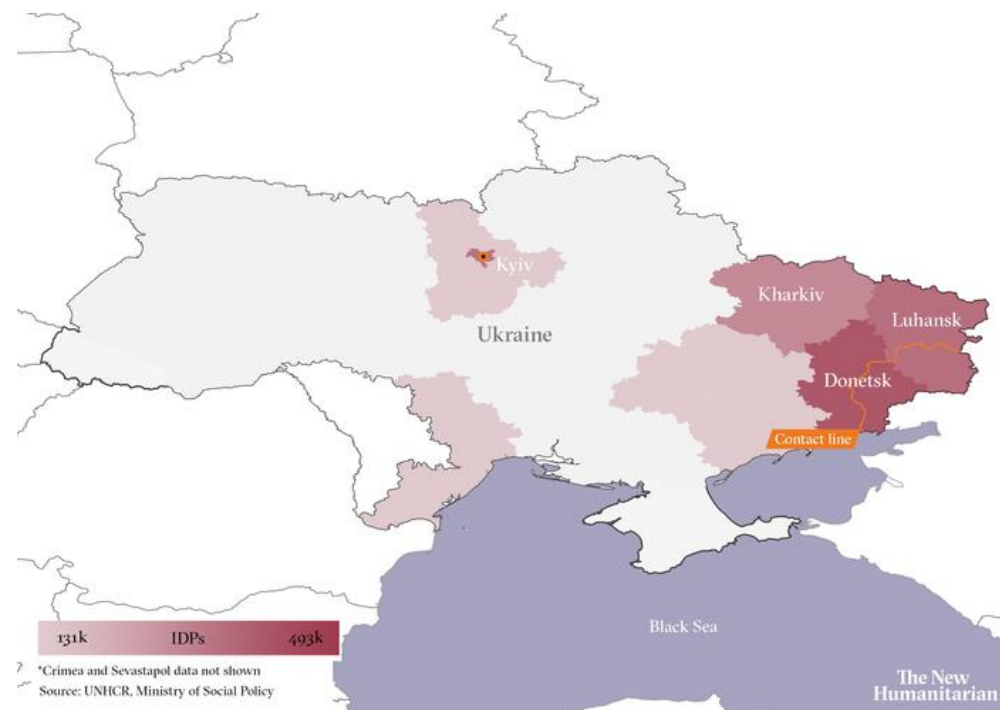 Kyiv
Kharkiv
Luhansk
Ukraine
Donetsk
Contact line
Black Sea
131k IDPs 493k
*Crimea and Sevastapol data not shown
Source: UNHCR, Ministry of Social Policy
The New
Humanitarian